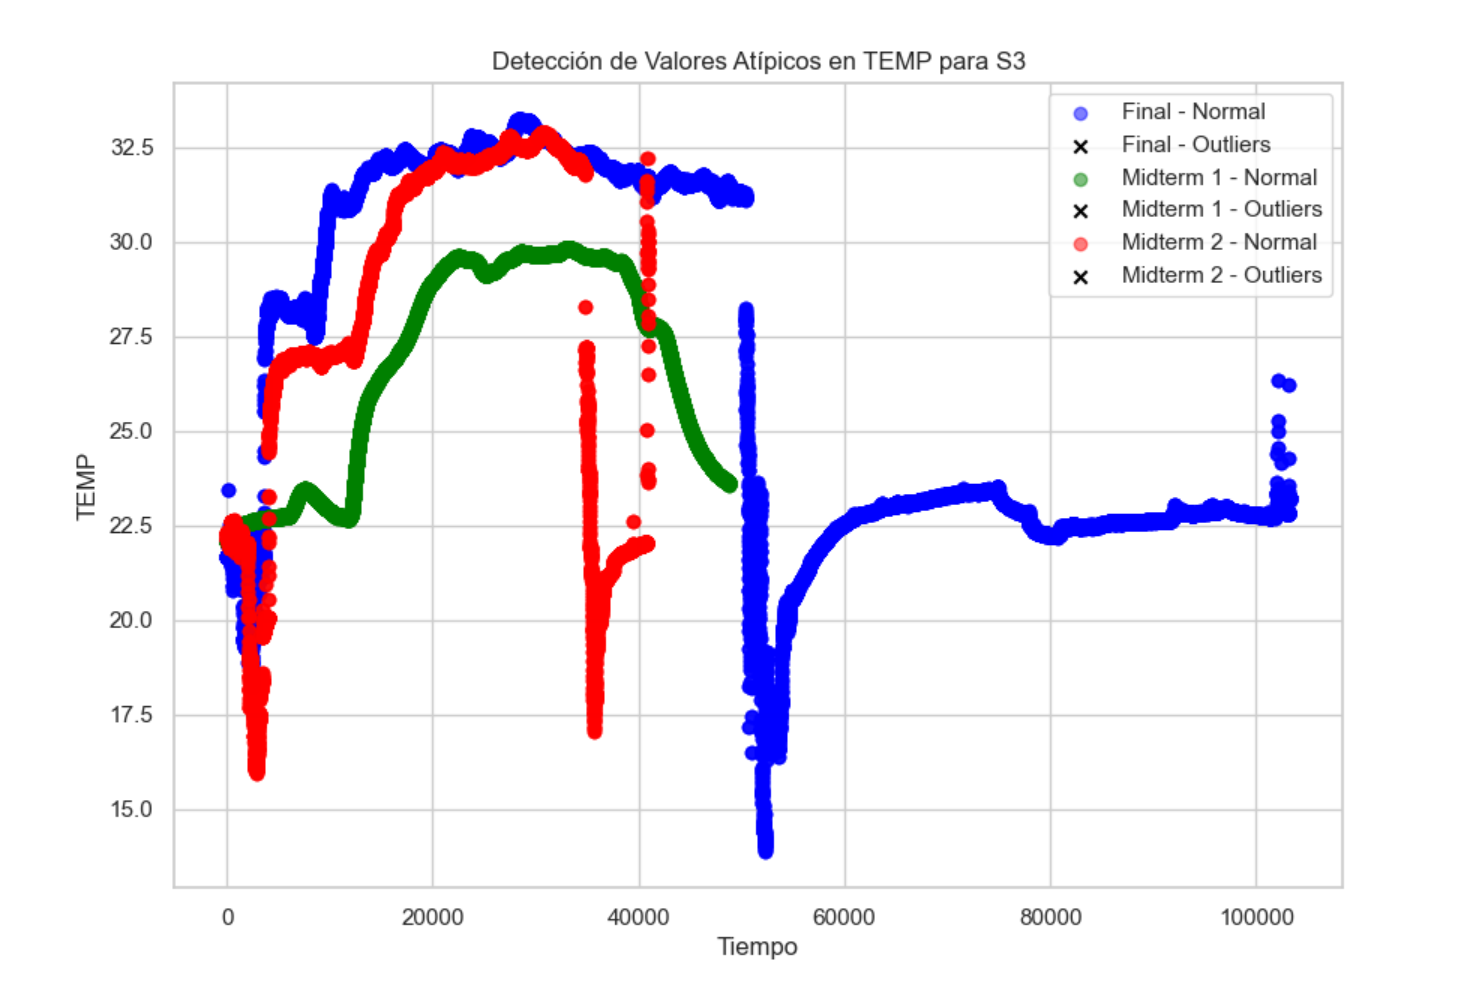 Detección de Valores Atípicos en TEMP para S3
Final - Normal
Final - Outliers
Midterm 1 - Normal
Midterm 1 - Outliers
Midterm 2 - Normal
Midterm 2 - Outliers
TEMP
32.5
30.0
27.5
25.0
22.5
20.0
17.5
15.0
0 20000 40000 60000 80000 100000
Tiempo